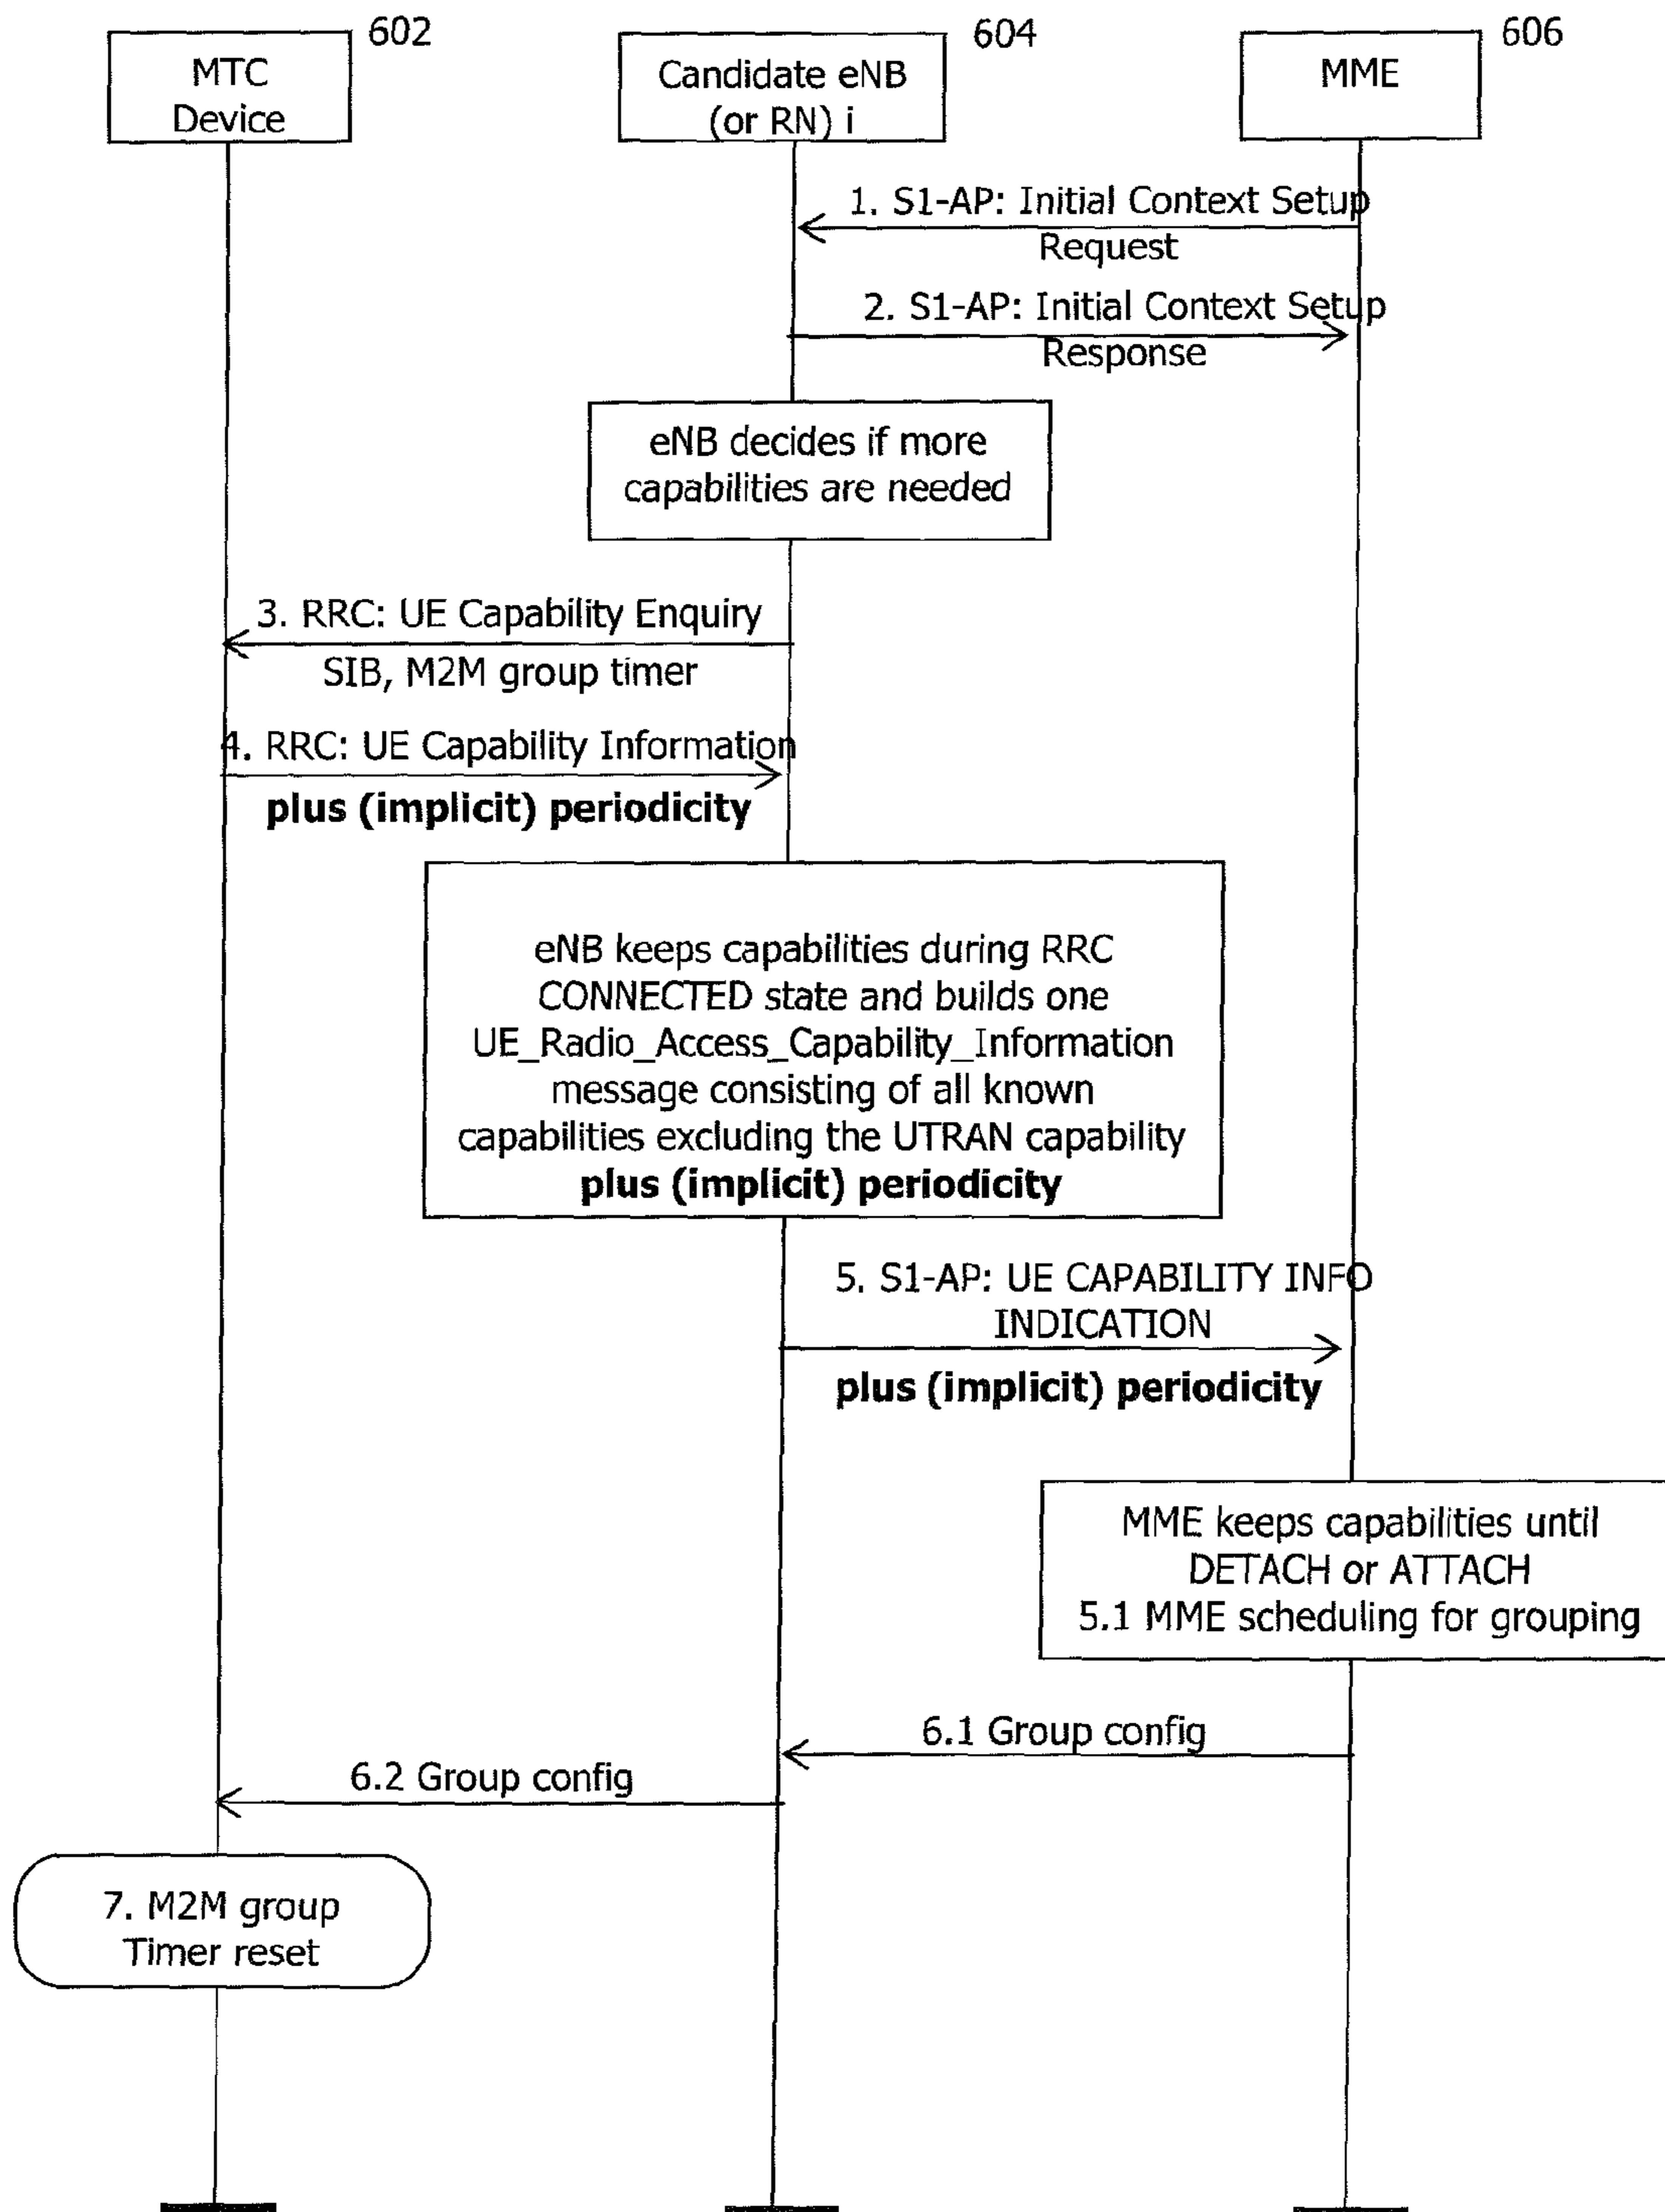 602
MTC
Device
604
Candidate eNB
(or RN) i
606
MME
1. S1-AP: Initial Context Setup
Request
2. S1-AP: Initial Context Setup
Response
eNB decides if more
capabilities are needed
3. RRC: UE Capability Enquiry
SIB, M2M group timer
4. RRC: UE Capability Information
plus (implicit) periodicity
eNB keeps capabilities during RRC
CONNECTED state and builds one
UE_Radio_Access_Capability_Information
message consisting of all known
capabilities excluding the UTRAN capability
plus (implicit) periodicity
5. S1-AP: UE CAPABILITY INFO
INDICATION
plus (implicit) periodicity
MME keeps capabilities until
DETACH or ATTACH
5.1 MME scheduling for grouping
6.1 Group config
6.2 Group config
7. M2M group
Timer reset